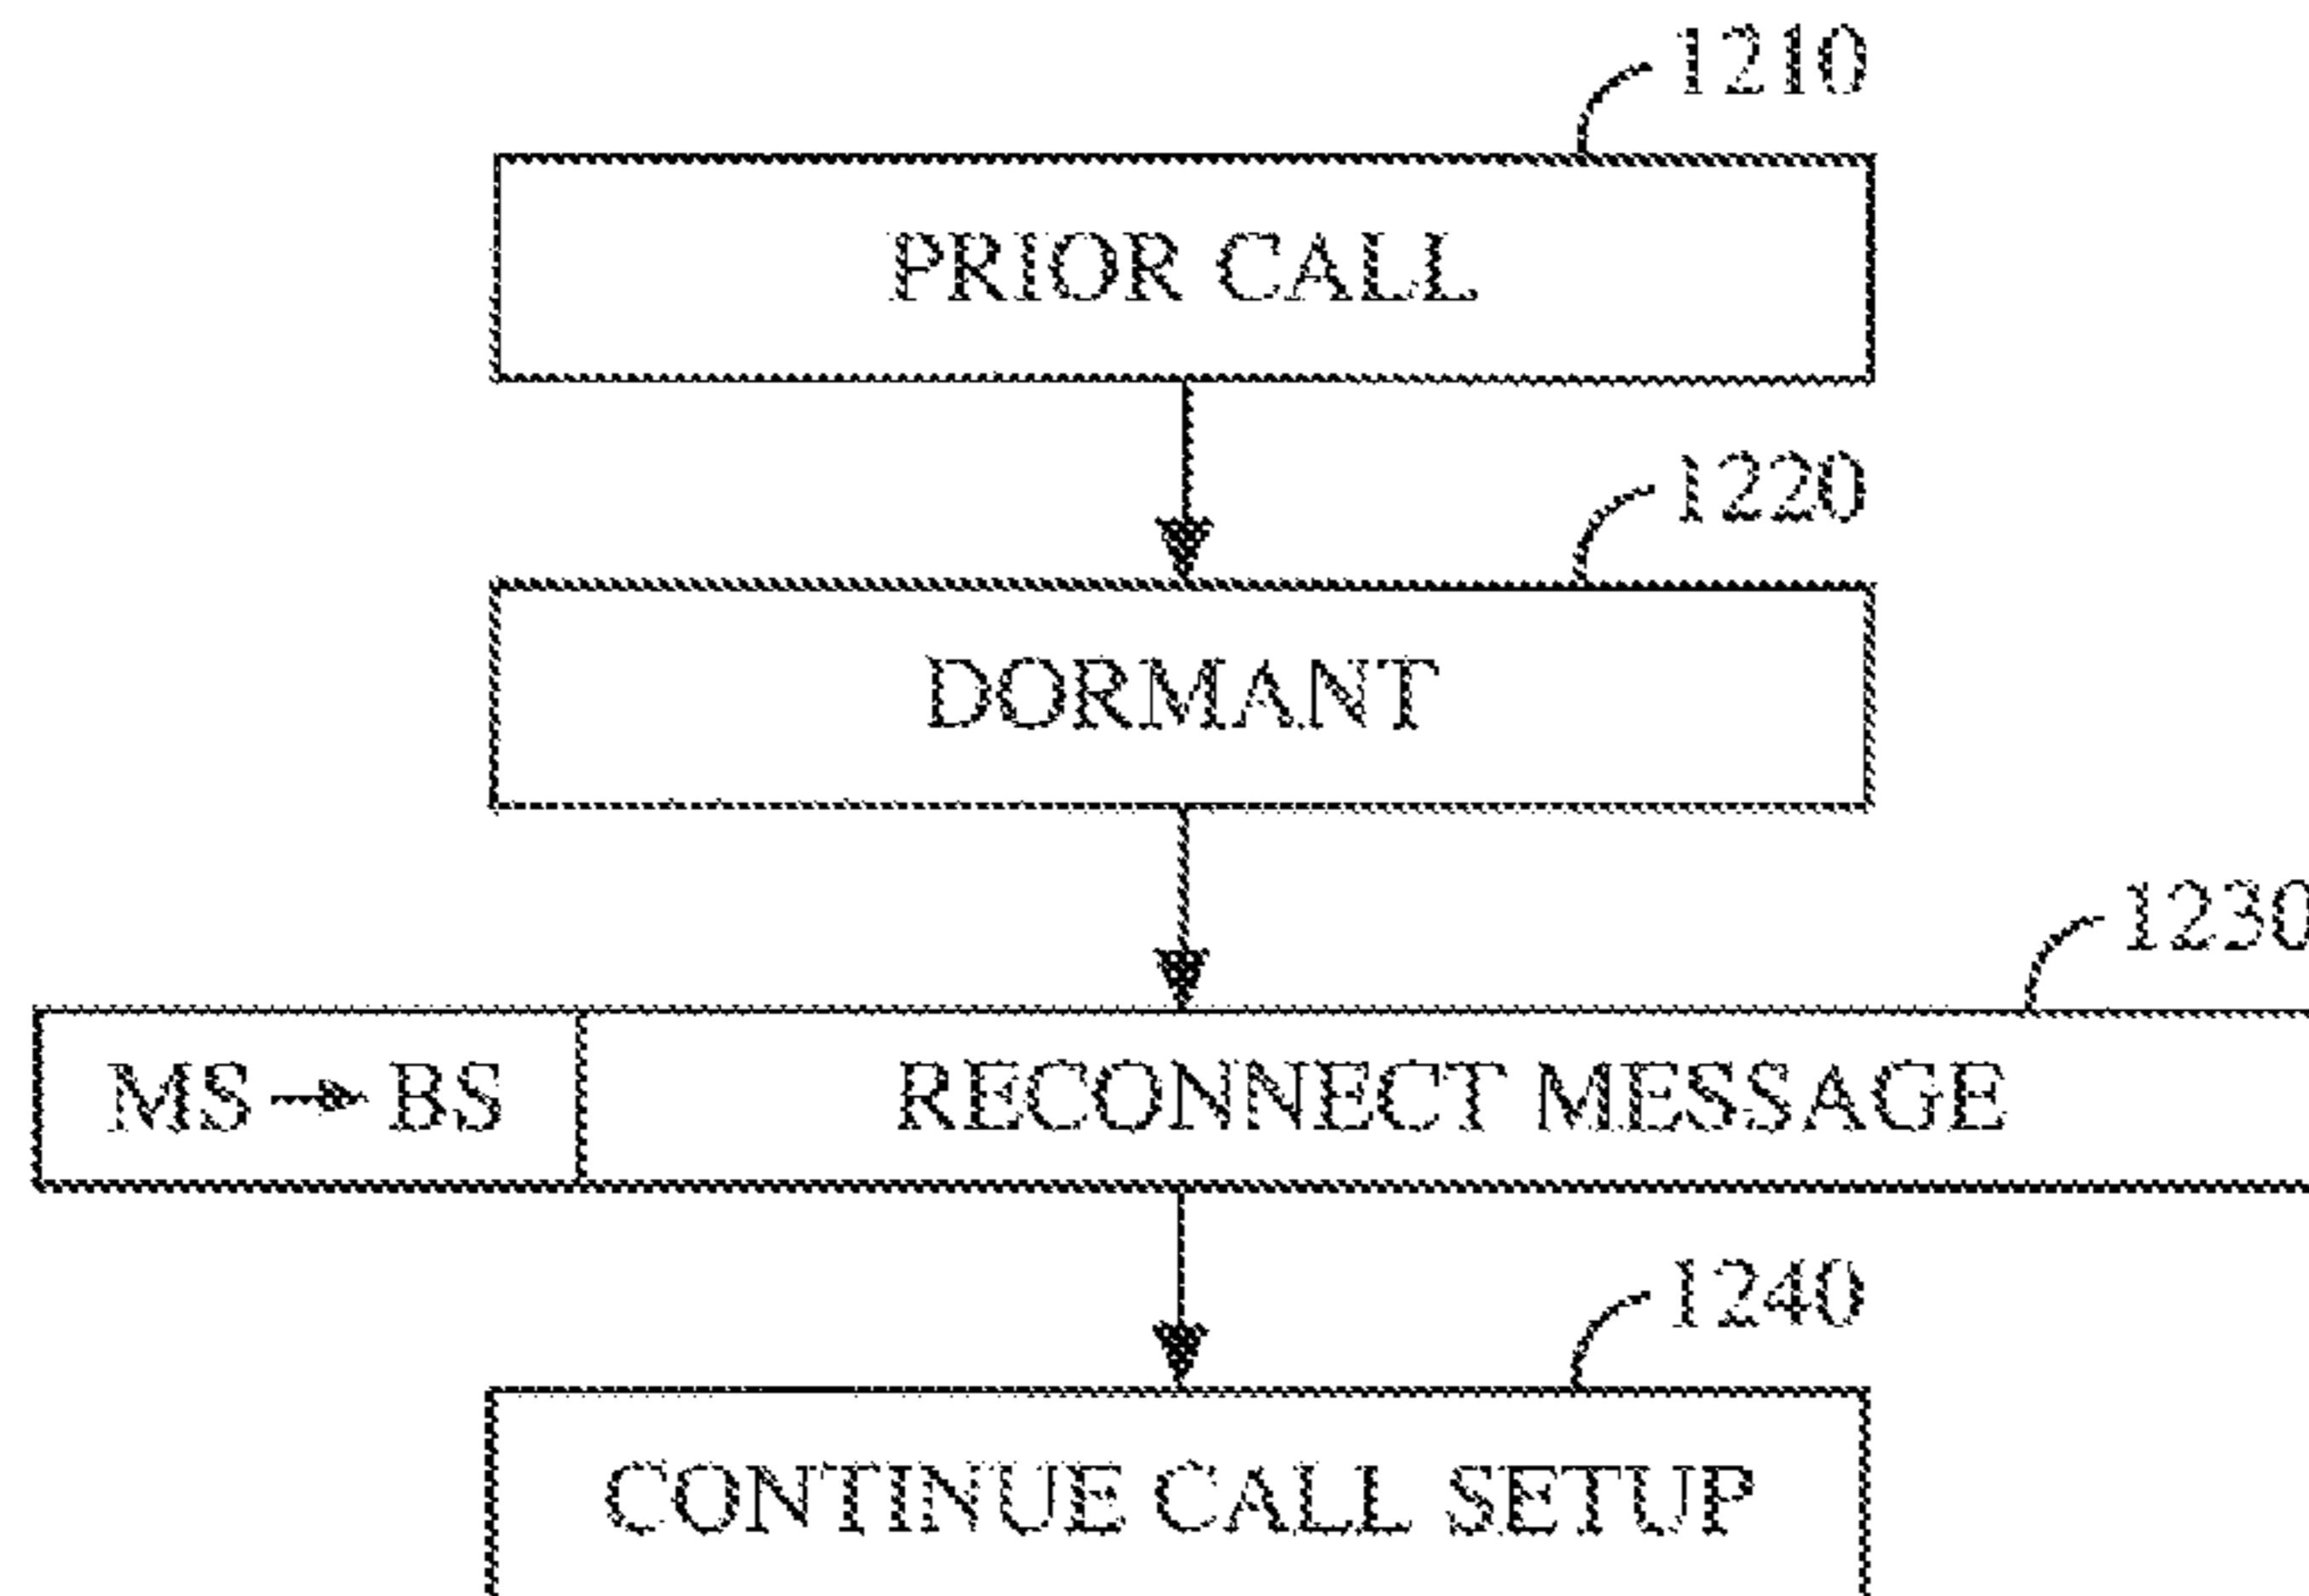 1210
PRIOR CALL
1220
DORMANT
1230
MS → BS RECONNECT MESSAGE
1240
CONTINUE CALL SETUP